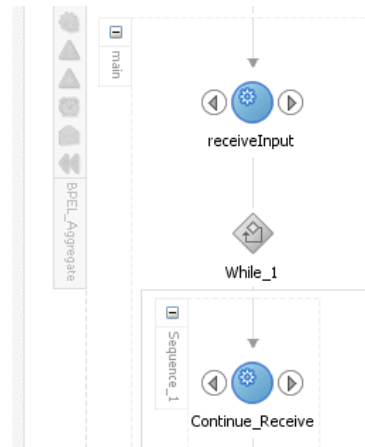 main
receiveInput
BPEL_Aggregate
While_1
Sequence_1
Continue_Receive